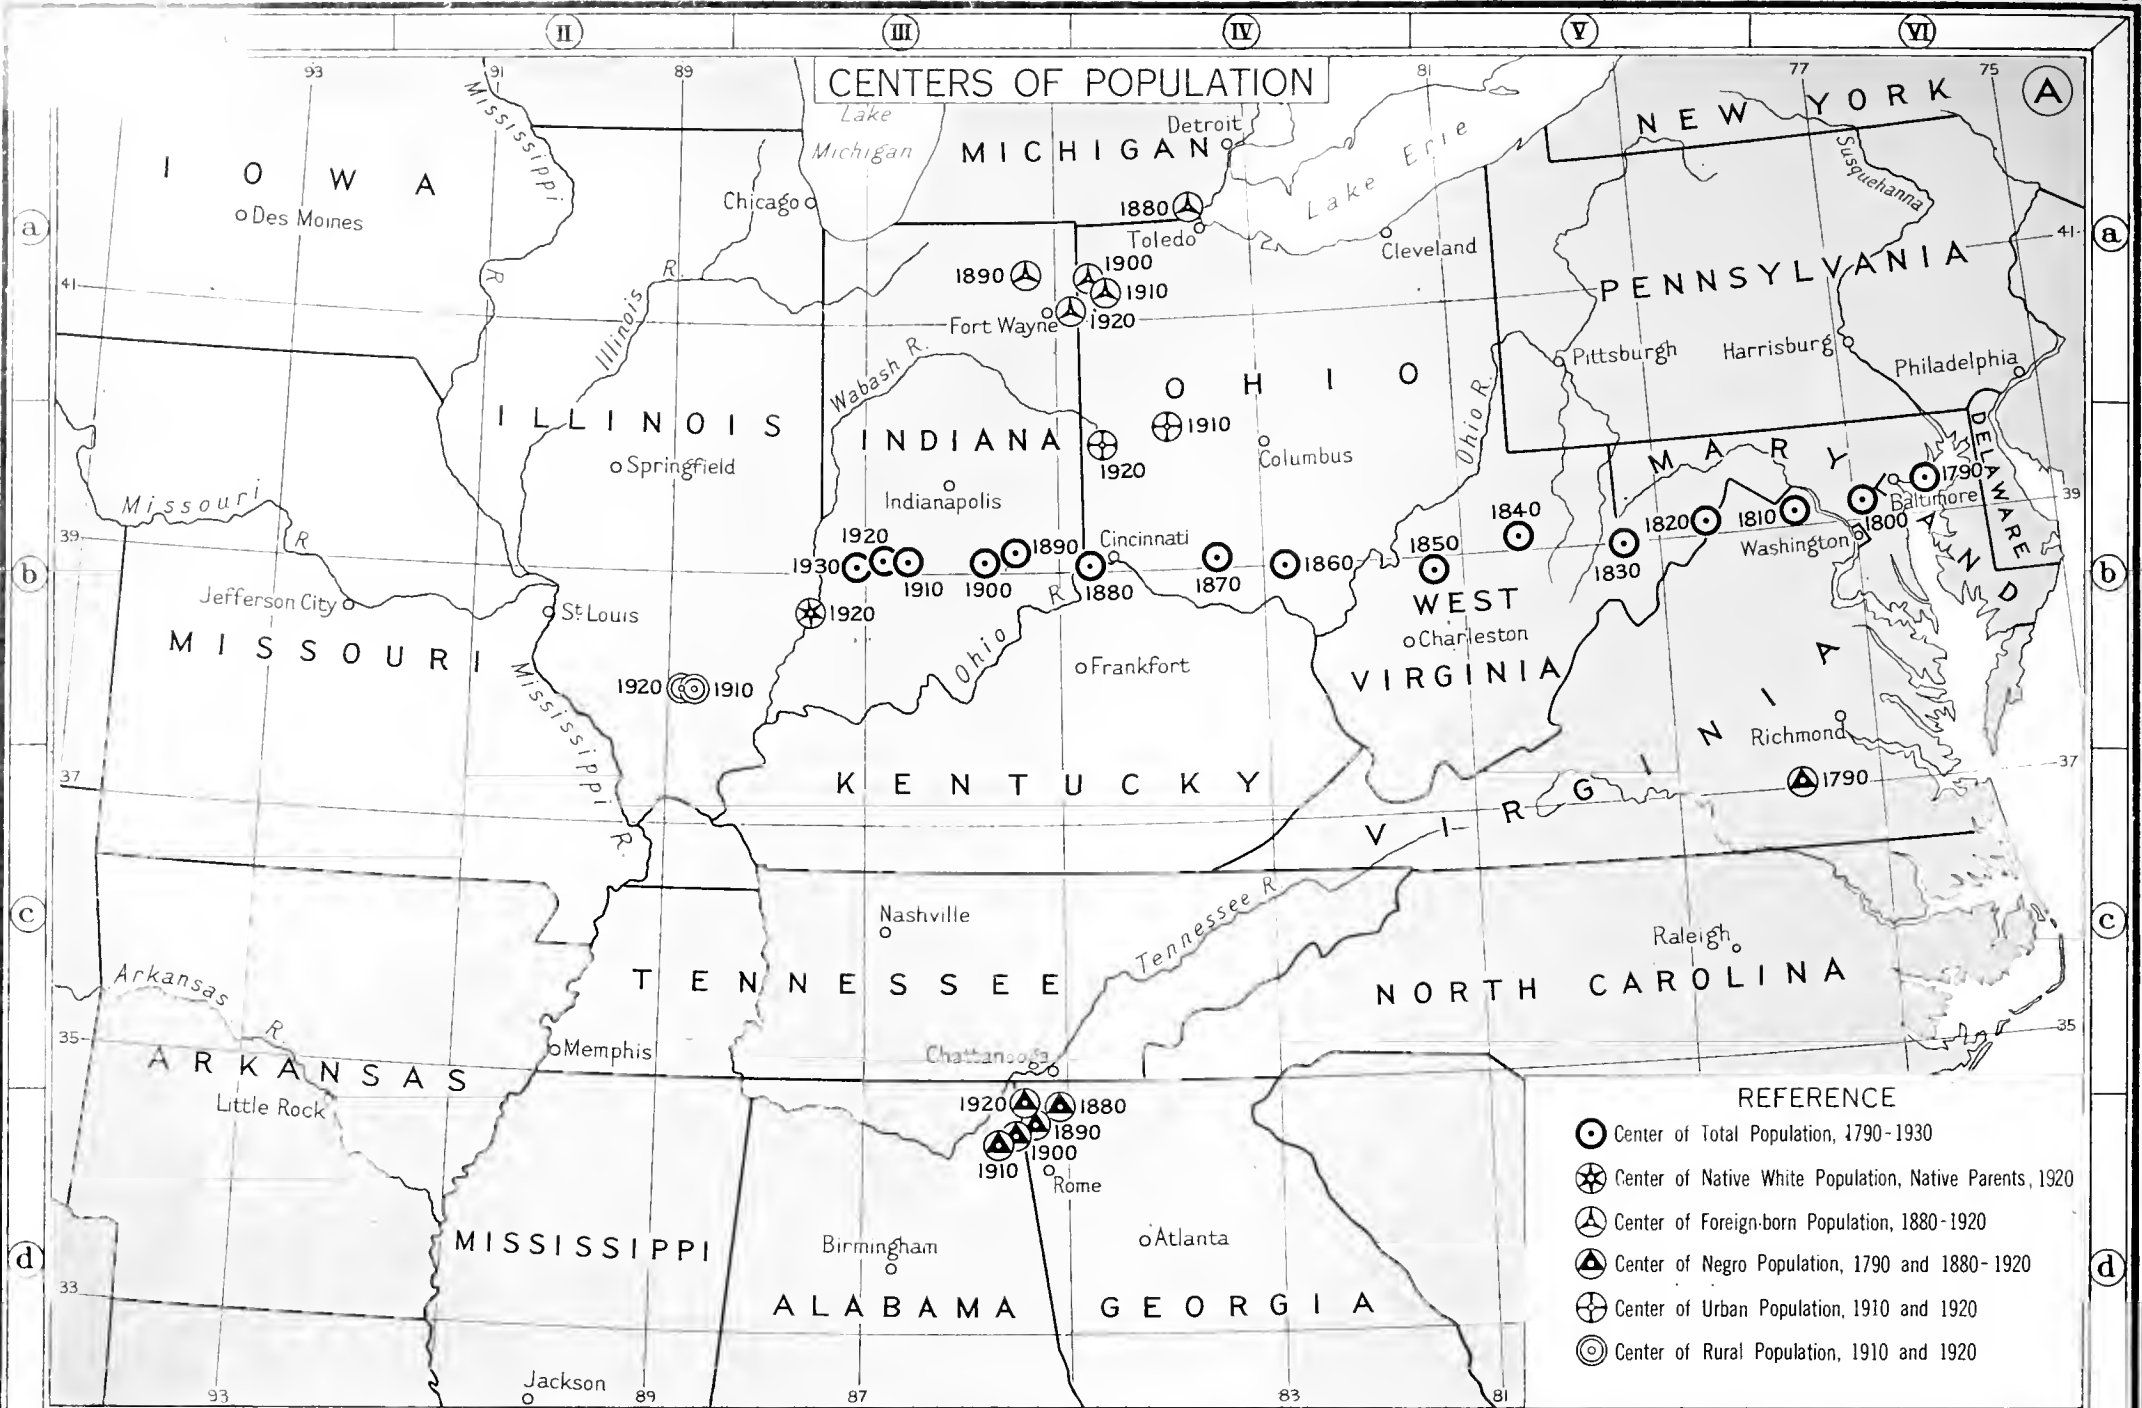 II III IV V VI
93 91 89 81 77 75
CENTERS OF POPULATION
A
NEW YORK
Lake
Michigan
Mississippi
R.
MICHIGAN
Detroit
Lake Erie
Susquehanna
IOWA
Des Moines
Chicago
1880
Toledo
Cleveland
a
a
41
41
R.
Illinois
1890
1900
1910
1920
Fort Wayne
PENNSYLVANIA
Pittsburgh
Harrisburg
Philadelphia
Wabash R.
OHIO
Ohio R.
ILLINOIS
INDIANA
1910
1920
Columbus
Springfield
Indianapolis
MARYLAND
DELAWARE
1790
Baltimore
39
Missouri
R.
39
1920
1930
1910
1900
1890
Cincinnati
1880
1870
1860
1850
1840
1830
1820
1810
1800
Washington
b
b
Jefferson City
St. Louis
1920
R
Ohio
WEST
Charleston
VIRGINIA
MISSOURI
Frankfort
1920
1910
Mississippi
R.
VIRGINIA
Richmond
37
37
1790
KENTUCKY
c
c
Nashville
Tennessee R.
Raleigh
Arkansas
R.
TENNESSEE
NORTH CAROLINA
35
35
ARKANSAS
Memphis
Chattanooga
Little Rock
1920
1880
1890
1900
1910
Rome
REFERENCE
Center of Total Population, 1790-1930
Center of Native White Population, Native Parents, 1920
Center of Foreign-born Population, 1880-1920
Center of Negro Population, 1790 and 1880-1920
Center of Urban Population, 1910 and 1920
Center of Rural Population, 1910 and 1920
d
d
MISSISSIPPI
Birmingham
Atlanta
33
ALABAMA
GEORGIA
Jackson
93 89 87 83 81